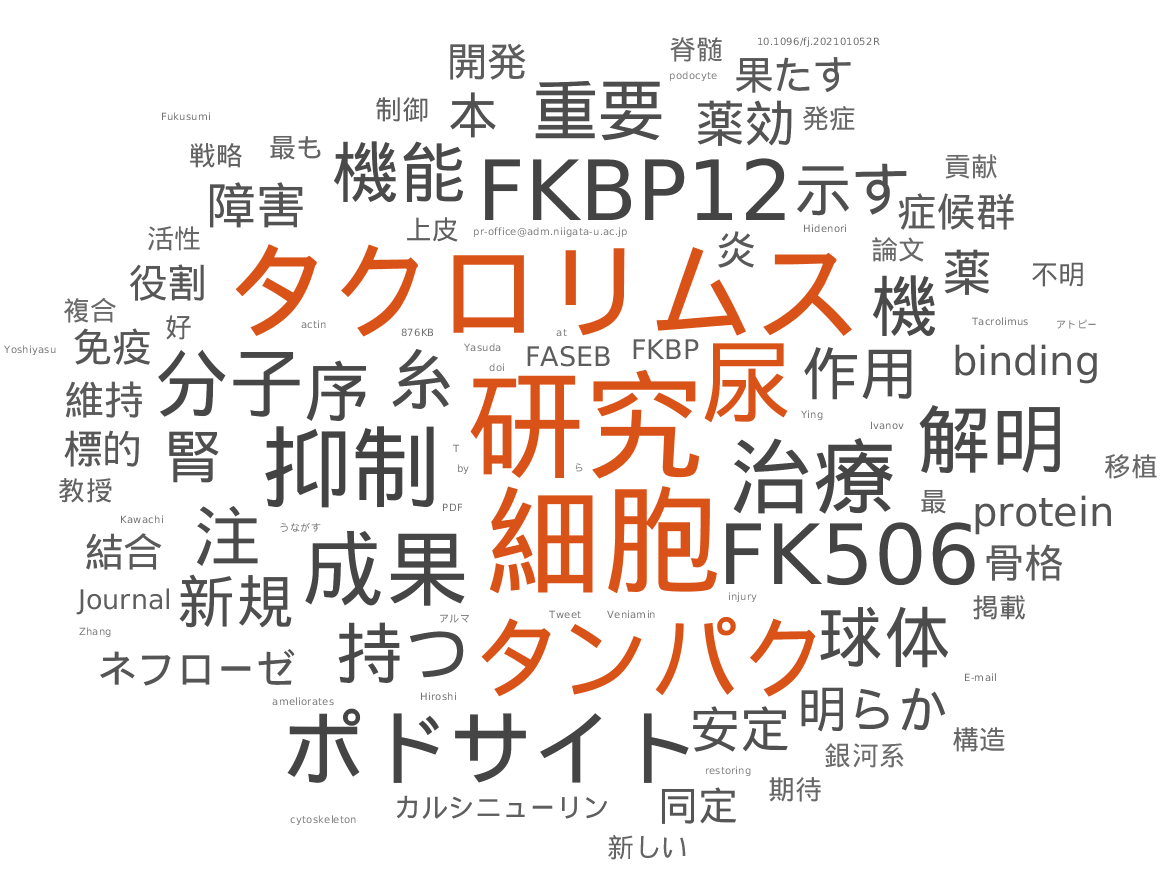 10.1096/fj.202101052R
脊髄
開発
podocyte
果たす
重要
制御
本
薬効
発症
Fukusumi
最も
戦略
機能
FKBP12
示す
貢献
障害
症候群
上皮
pr-office@adm.niigata-u.ac.jp
Hidenori
活性
炎
論文
タクロリムス
役割
薬
不明
複合
機
好
actin
876KB
at
Tacrolimus
アトピー
Yoshiyasu
免疫
Yasuda
FASEB
FKBP
doi
binding
分子
序
糸
尿
作用
維持
研究
Ying
Ivanov
標的
腎
抑制
T
by
ら
治療
解明
移植
教授
PDF
最
protein
Kawachi
うながす
注
結合
成果
細胞
FK506
骨格
Journal
新規
injury
掲載
アルマ
Tweet
Veniamin
Zhang
持つ
タンパク
球体
ネフローゼ
E-mail
ameliorates
Hiroshi
明らか
ポドサイト
安定
構造
銀河系
restoring
期待
カルシニューリン
同定
cytoskeleton
新しい